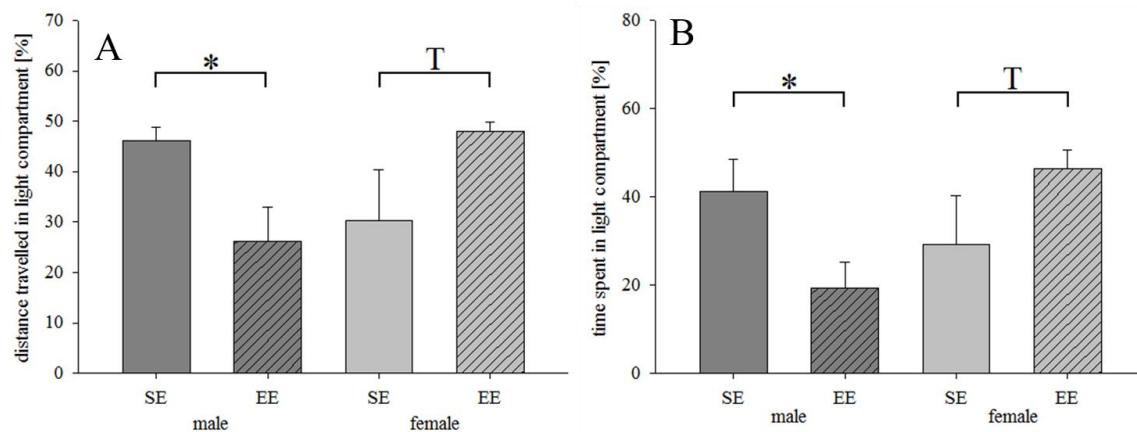 A
distance travelled in light compartment [%]
70
60
50
40
30
20
10
0
*
T
SE EE SE EE
male female
B
time spent in light compartment [%]
80
60
40
20
0
*
T
SE EE SE EE
male female